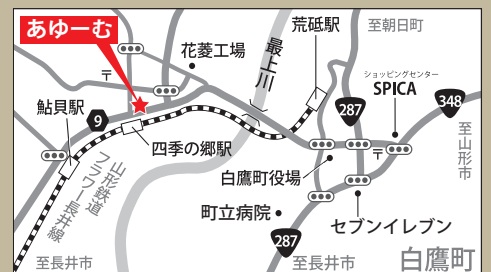 あゆーむ
荒砥駅
至朝日町
花菱工場
最上川
〒
ショッピングセンター
SPICA
348
287
鮎貝駅
9
至山形市
四季の郷駅
〒
山形鉄道
フラワー長井線
白鷹町役場
町立病院
セブンイレブン
287
至長井市
至長井市
白鷹町